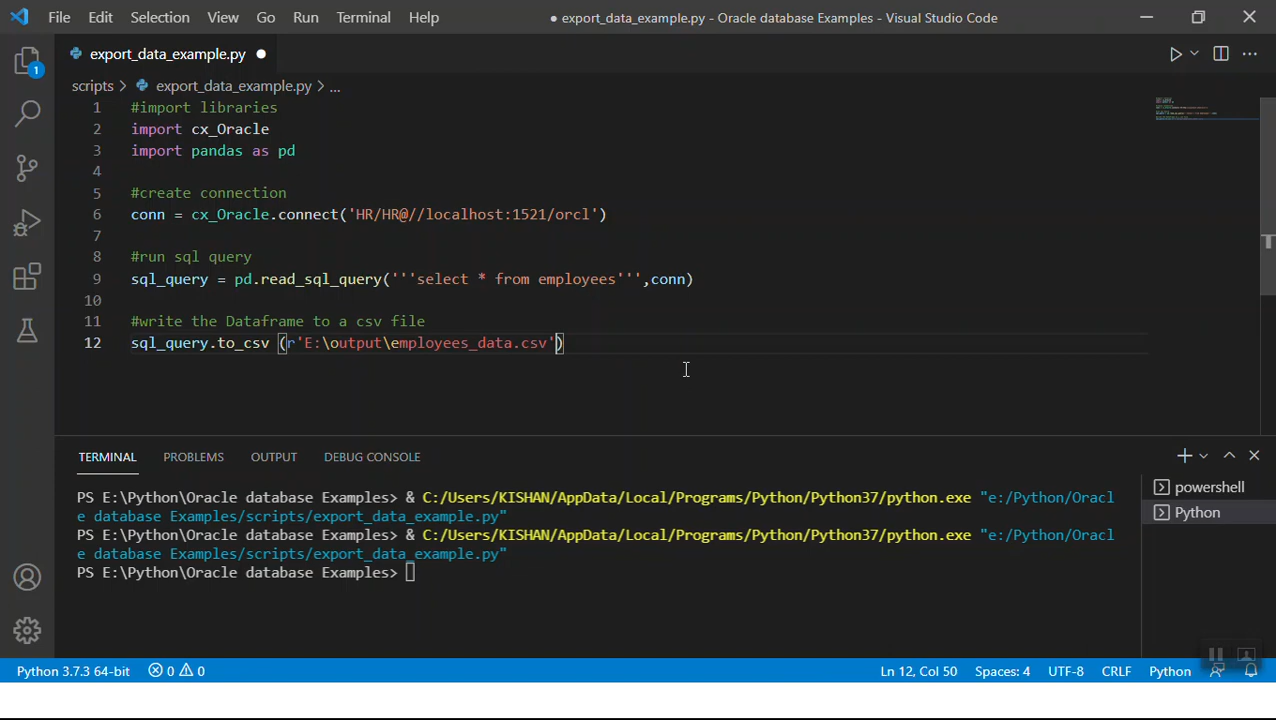 File Edit Selection View Go Run Terminal Help ● export_data_example.py - Oracle database Examples - Visual Studio Code
export_data_example.py ●
1
scripts > export_data_example.py > ...
1 #import libraries
2 import cx_Oracle
3 import pandas as pd
4
5 #create connection
6 conn = cx_Oracle.connect('HR/HR@//localhost:1521/orcl')
7
8 #run sql query
9 sql_query = pd.read_sql_query('''select * from employees''',conn)
10
11 #write the Dataframe to a csv file
12 sql_query.to_csv (r'E:\output\employees_data.csv')
TERMINAL PROBLEMS OUTPUT DEBUG CONSOLE
PS E:\Python\Oracle database Examples> & C:/Users/KISHAN/AppData/Local/Programs/Python/Python37/python.exe "e:/Python/Oracl
e database Examples/scripts/export_data_example.py"
PS E:\Python\Oracle database Examples> & C:/Users/KISHAN/AppData/Local/Programs/Python/Python37/python.exe "e:/Python/Oracl
e database Examples/scripts/export_data_example.py"
PS E:\Python\Oracle database Examples>
powershell
Python
Python 3.7.3 64-bit 0 0 Ln 12, Col 50 Spaces: 4 UTF-8 CRLF Python